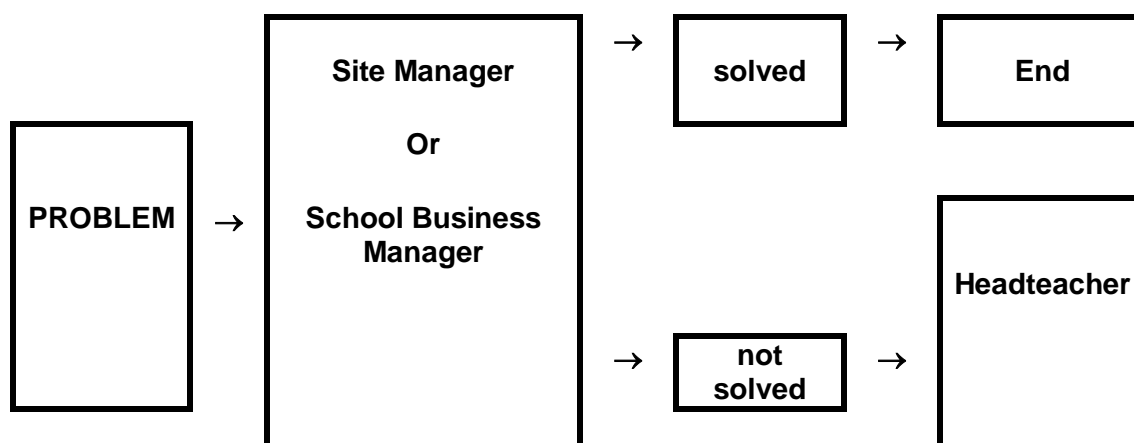 PROBLEM
→
Site Manager
Or
School Business
Manager
→
solved
→
End
→
not
solved
→
Headteacher